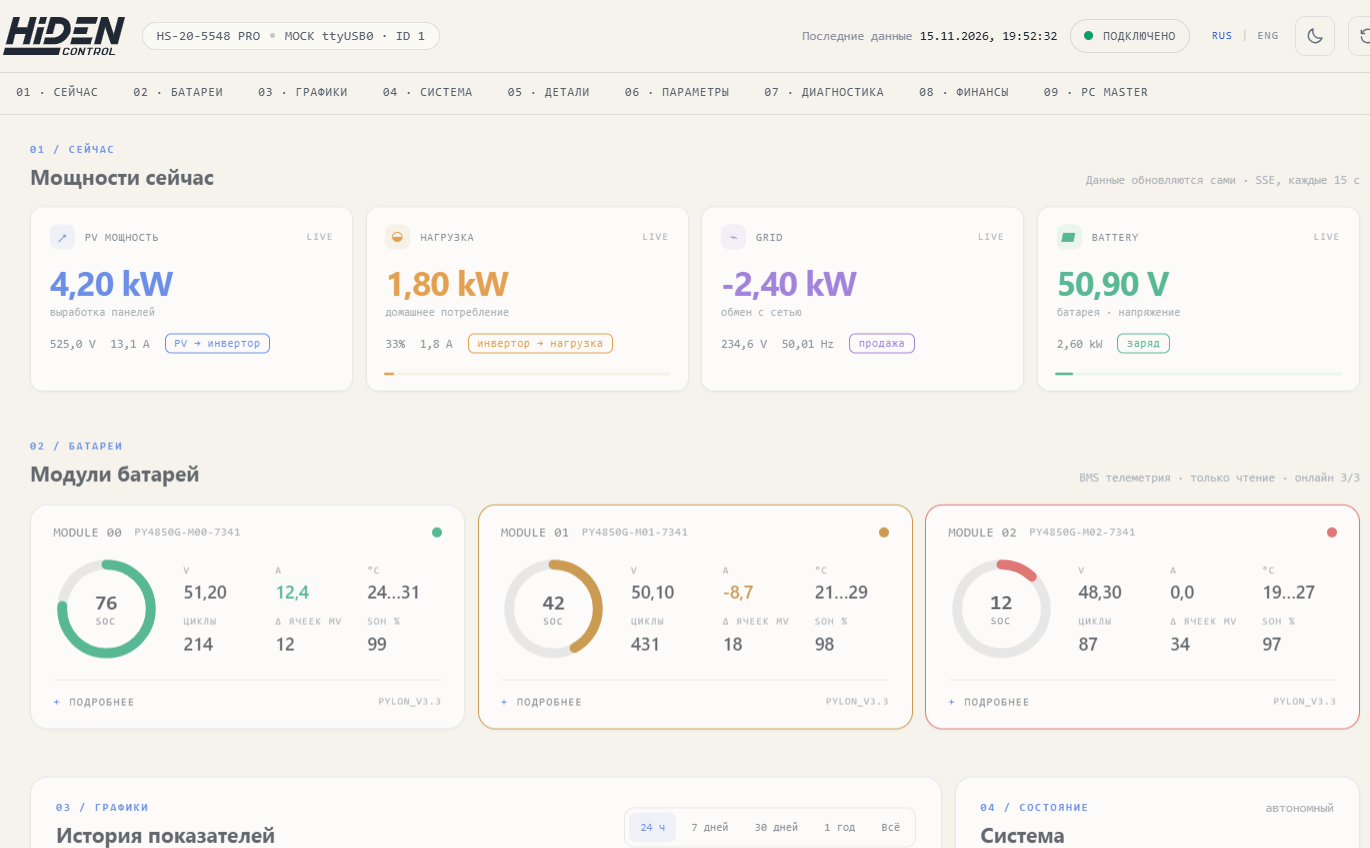 HiDEN CONTROL
HS-20-5548 PRO • МОСК ttyUSB0 · ID 1
Последние данные 15.11.2026, 19:52:32
ПОДКЛЮЧЕНО
RUS | ENG
01 · СЕЙЧАС 02 · БАТАРЕИ 03 · ГРАФИКИ 04 · СИСТЕМА 05 · ДЕТАЛИ 06 · ПАРАМЕТРЫ 07 · ДИАГНОСТИКА 08 · ФИНАНСЫ 09 · PC MASTER
01 / СЕЙЧАС
Мощности сейчас
Данные обновляются сами · SSE, каждые 15 с
PV МОЩНОСТЬ LIVE
4,20 kW
выработка панелей
525,0 V 13,1 A PV → инвертор
НАГРУЗКА LIVE
1,80 kW
домашнее потребление
33% 1,8 A инвертор → нагрузка
GRID LIVE
-2,40 kW
обмен с сетью
234,6 V 50,01 Hz продажа
BATTERY LIVE
50,90 V
батарея · напряжение
2,60 kW заряд
02 / БАТАРЕИ
Модули батарей
BMS телеметрия · только чтение · онлайн 3/3
MODULE 00 PY4850G-M00-7341
76
SOC
V A °C
51,20 12,4 24…31
ЦИКЛЫ Δ ЯЧЕЕК MV SOH %
214 12 99
+ ПОДРОБНЕЕ PYLON_V3.3
MODULE 01 PY4850G-M01-7341
42
SOC
V A °C
50,10 -8,7 21…29
ЦИКЛЫ Δ ЯЧЕЕК MV SOH %
431 18 98
+ ПОДРОБНЕЕ PYLON_V3.3
MODULE 02 PY4850G-M02-7341
12
SOC
V A °C
48,30 0,0 19…27
ЦИКЛЫ Δ ЯЧЕЕК MV SOH %
87 34 97
+ ПОДРОБНЕЕ PYLON_V3.3
03 / ГРАФИКИ
История показателей
24 ч 7 дней 30 дней 1 год Всё
04 / СОСТОЯНИЕ
Система
автономный